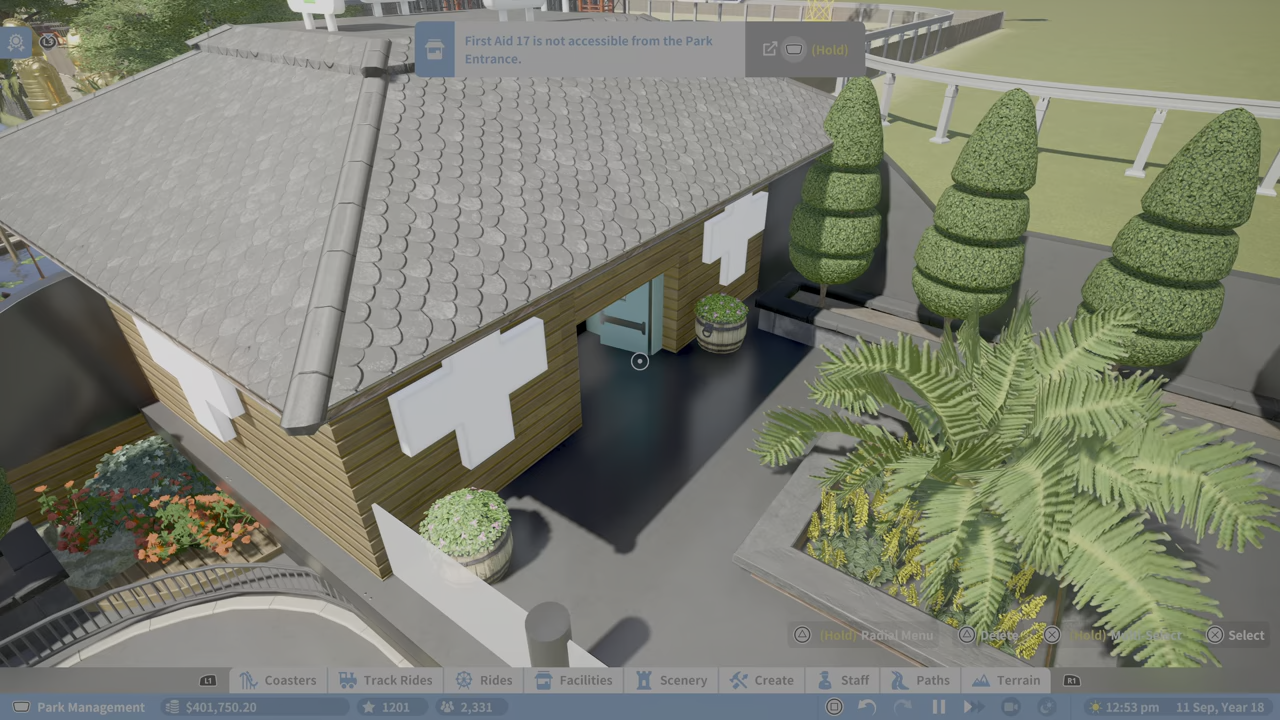 First Aid 17 is not accessible from the Park
Entrance.
(Hold)
(Hold) Radial Menu
Delete
(Hold) Multi-Select
Select
L1
Coasters
Track Rides
Rides
Facilities
Scenery
Create
Staff
Paths
Terrain
R1
Park Management
$401,750.20
1201
2,331
12:53 pm
11 Sep, Year 18